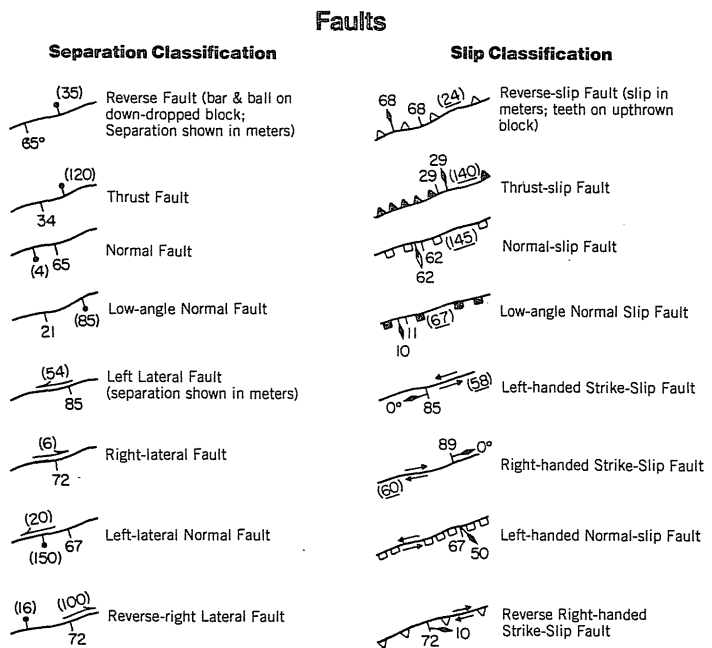 Faults
Separation Classification
(35)
65°
Reverse Fault (bar & ball on
down-dropped block;
Separation shown in meters)
(120)
34
Thrust Fault
(4) 65
Normal Fault
21 (85)
Low-angle Normal Fault
(54)
85
Left Lateral Fault
(separation shown in meters)
(6)
72
Right-lateral Fault
(20)
(150) 67
Left-lateral Normal Fault
(16) (100)
72
Reverse-right Lateral Fault
Slip Classification
68 68 (24)
Reverse-slip Fault (slip in
meters; teeth on upthrown
block)
29
29 (140)
Thrust-slip Fault
62 (145)
62
Normal-slip Fault
11 (67)
10
Low-angle Normal Slip Fault
(58)
0° 85
Left-handed Strike-Slip Fault
89 0°
(60)
Right-handed Strike-Slip Fault
67 50
Left-handed Normal-slip Fault
72 10
Reverse Right-handed
Strike-Slip Fault